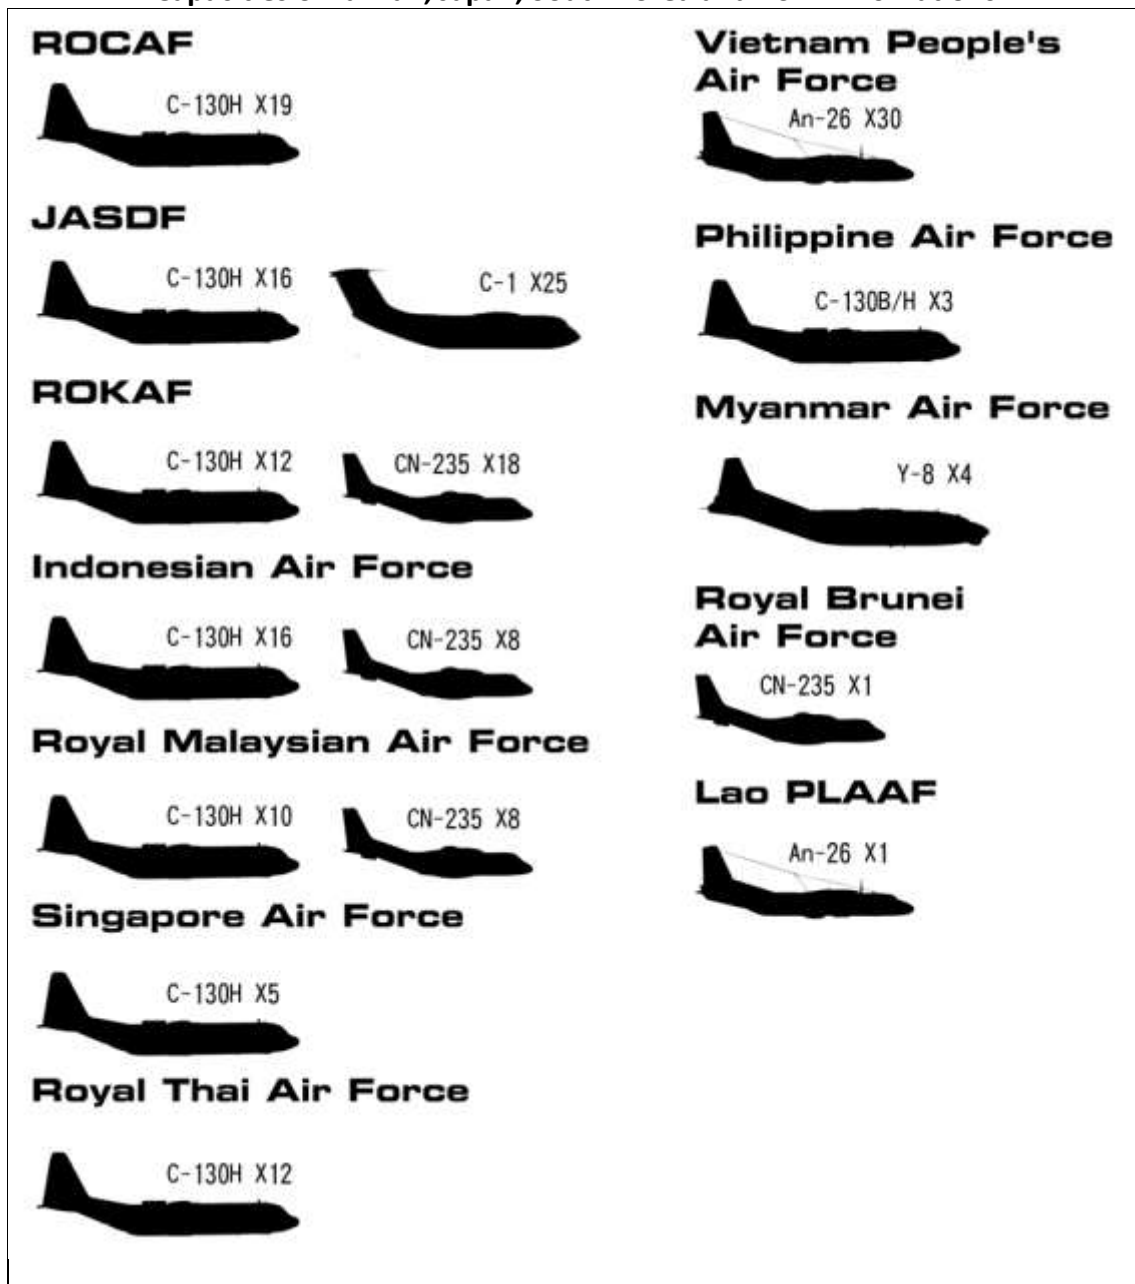 ROCAF
C-130H X19
JASDF
C-130H X16
C-1 X25
ROKAF
C-130H X12
CN-235 X18
Indonesian Air Force
C-130H X16
CN-235 X8
Royal Malaysian Air Force
C-130H X10
CN-235 X8
Singapore Air Force
C-130H X5
Royal Thai Air Force
C-130H X12
Vietnam People's
Air Force
An-26 X30
Philippine Air Force
C-130B/H X3
Myanmar Air Force
Y-8 X4
Royal Brunei
Air Force
CN-235 X1
Lao PLAAF
An-26 X1